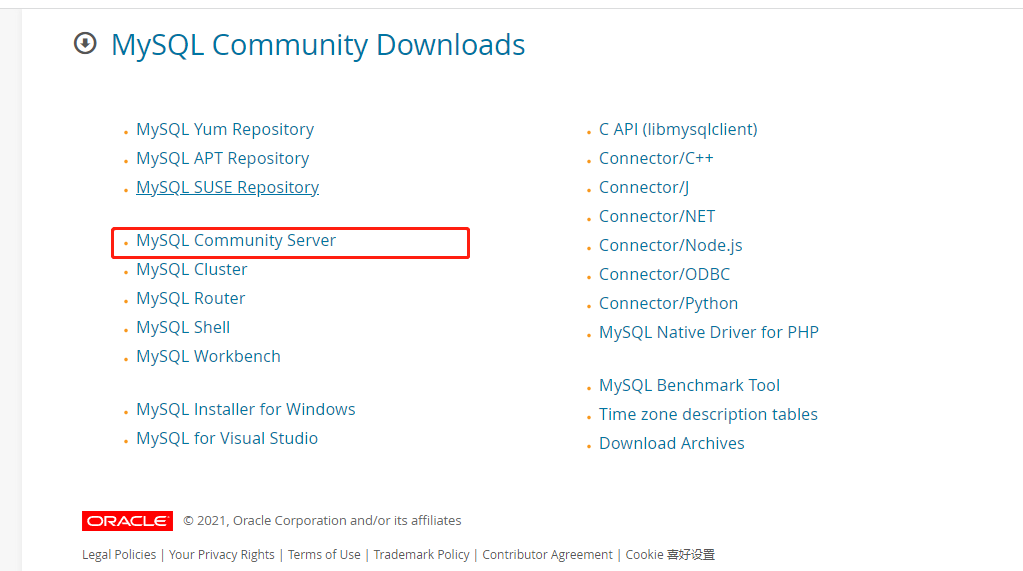 MySQL Community Downloads
MySQL Yum Repository
MySQL APT Repository
MySQL SUSE Repository
MySQL Community Server
MySQL Cluster
MySQL Router
MySQL Shell
MySQL Workbench
MySQL Installer for Windows
MySQL for Visual Studio
C API (libmysqlclient)
Connector/C++
Connector/J
Connector/NET
Connector/Node.js
Connector/ODBC
Connector/Python
MySQL Native Driver for PHP
MySQL Benchmark Tool
Time zone description tables
Download Archives
ORACLE © 2021, Oracle Corporation and/or its affiliates
Legal Policies | Your Privacy Rights | Terms of Use | Trademark Policy | Contributor Agreement | Cookie 喜好设置